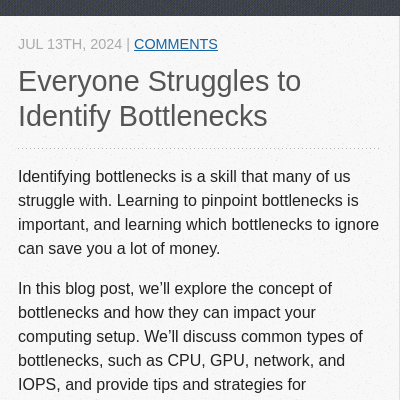 JUL 13TH, 2024 | COMMENTS
Everyone Struggles to
Identify Bottlenecks
Identifying bottlenecks is a skill that many of us
struggle with. Learning to pinpoint bottlenecks is
important, and learning which bottlenecks to ignore
can save you a lot of money.
In this blog post, we’ll explore the concept of
bottlenecks and how they can impact your
computing setup. We’ll discuss common types of
bottlenecks, such as CPU, GPU, network, and
IOPS, and provide tips and strategies for